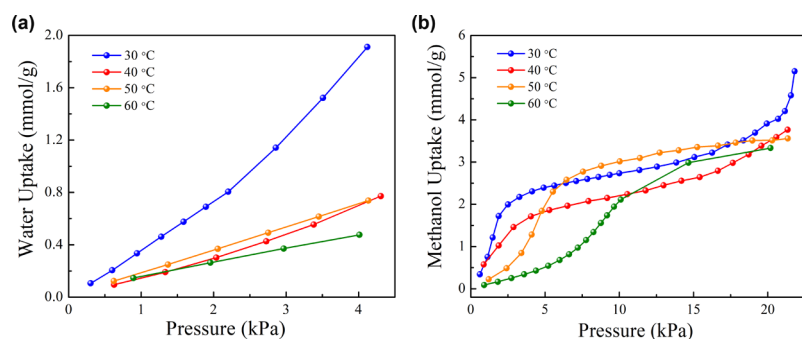 (a)
2.0
1.6
1.2
0.8
0.4
0.0
Water Uptake (mmol/g)
30 °C
40 °C
50 °C
60 °C
0 1 2 3 4
Pressure (kPa)
(b)
6
5
4
3
2
1
0
Methanol Uptake (mmol/g)
30 °C
40 °C
50 °C
60 °C
0 5 10 15 20
Pressure (kPa)